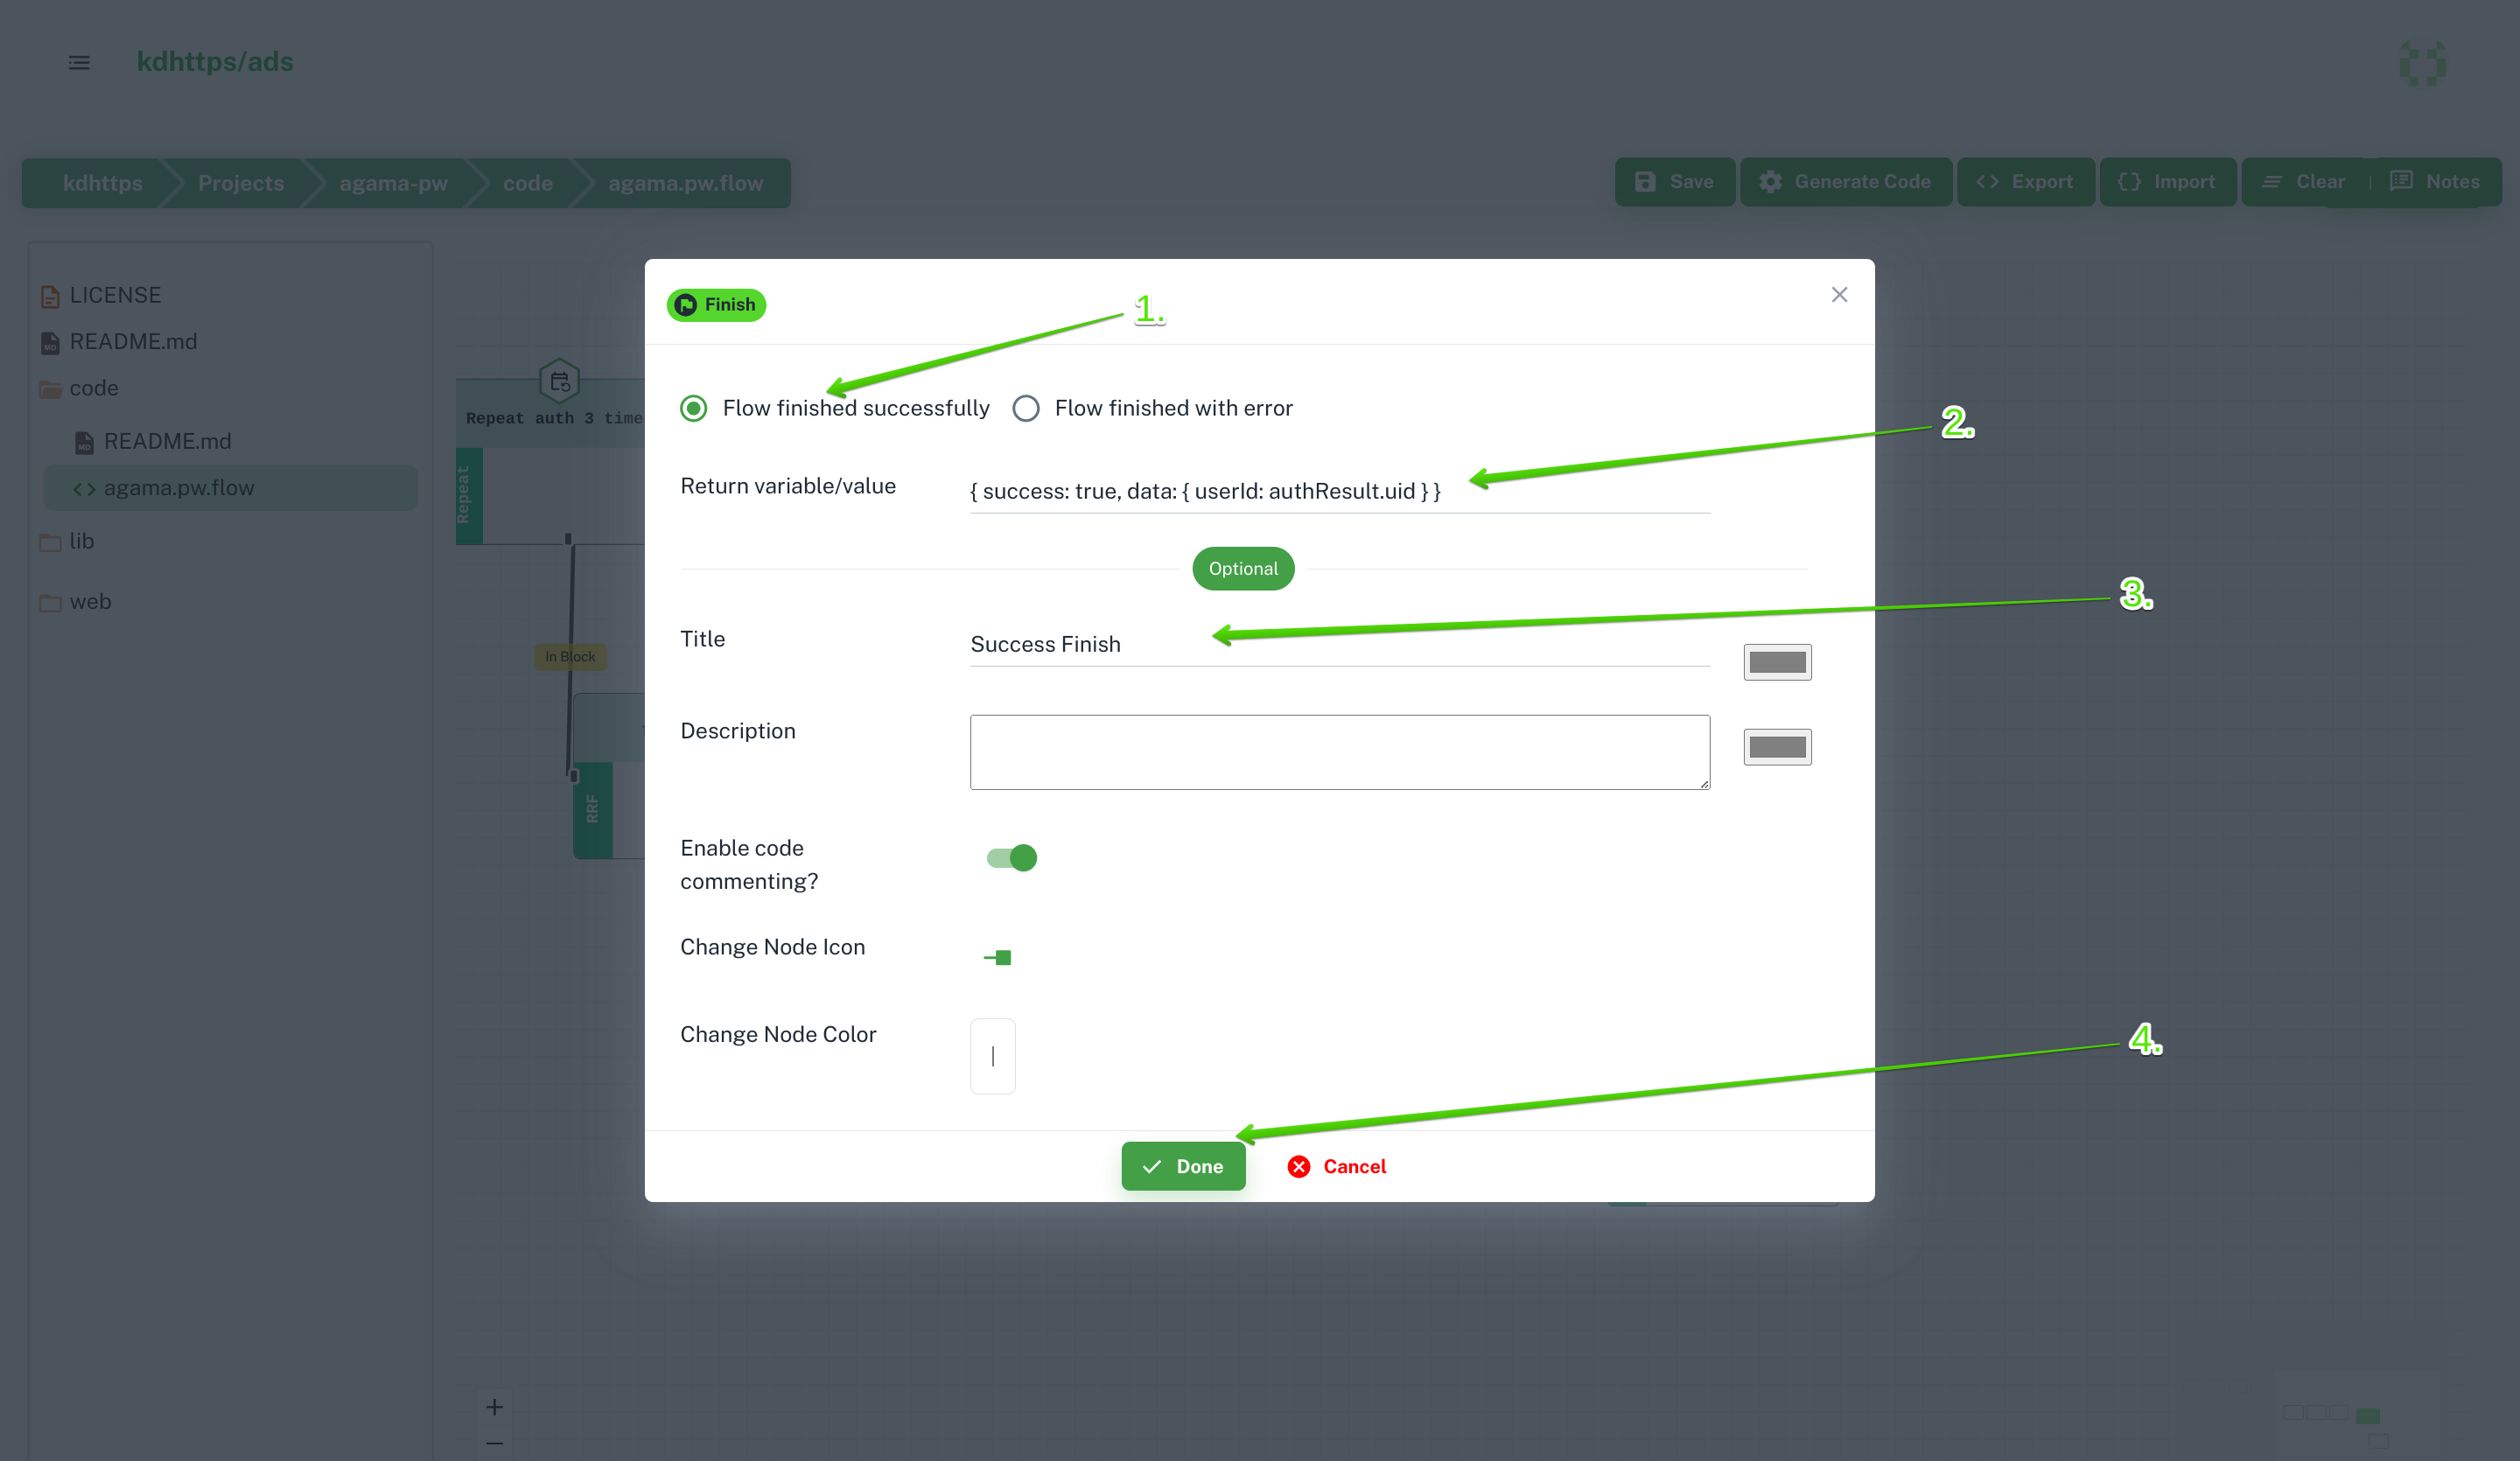 kdhttps/ads
kdhttps Projects agama-pw code agama.pw.flow
Save Generate Code Export Import Clear | Notes
LICENSE
README.md
code
README.md
agama.pw.flow
lib
web
Repeat auth 3 time
Repeat
In Block
RRF
Finish
1.
Flow finished successfully Flow finished with error
2.
Return variable/value { success: true, data: { userId: authResult.uid } }
Optional
3.
Title Success Finish
Description
Enable code
commenting?
Change Node Icon
Change Node Color
4.
Done Cancel